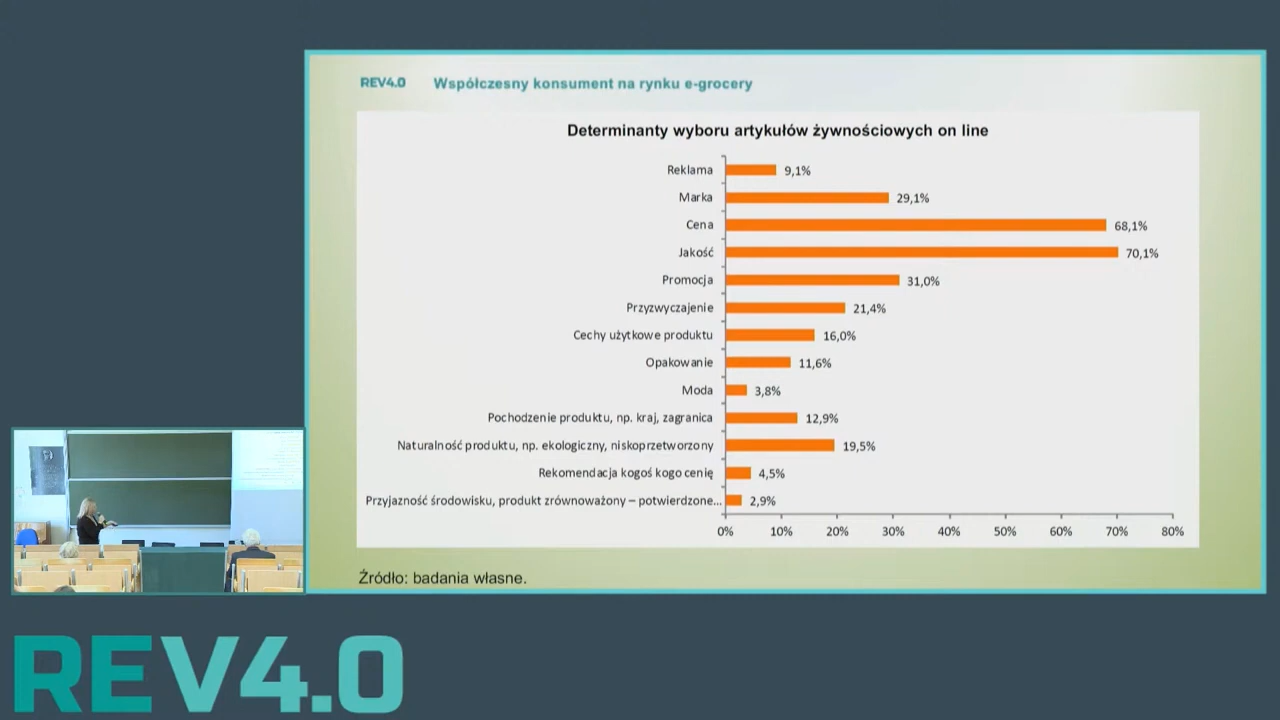 REV4.0 Współczesny konsument na rynku e-grocery
Determinanty wyboru artykułów żywnościowych on line
Reklama 9,1%
Marka 29,1%
Cena 68,1%
Jakość 70,1%
Promocja 31,0%
Przyzwyczajenie 21,4%
Cechy użytkowe produktu 16,0%
Opakowanie 11,6%
Moda 3,8%
Pochodzenie produktu, np. kraj, zagranica 12,9%
Naturalność produktu, np. ekologiczny, niskoprzetworzony 19,5%
Rekomendacja kogoś kogo cenię 4,5%
Przyjazność środowisku, produkt zrównoważony – potwierdzone... 2,9%
0% 10% 20% 30% 40% 50% 60% 70% 80%
Źródło: badania własne.
REV4.0